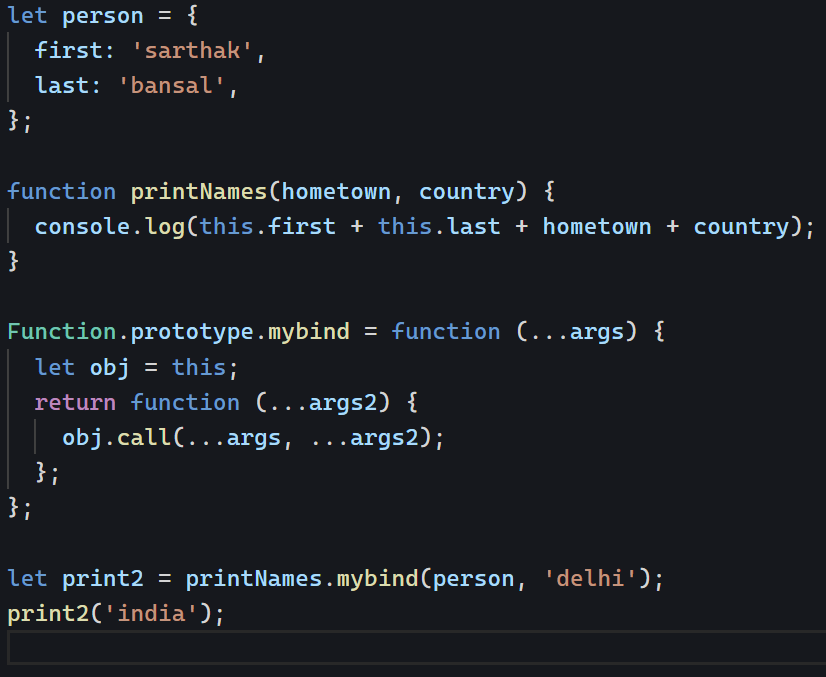 let person = {
  first: 'sarthak',
  last: 'bansal',
};

function printNames(hometown, country) {
  console.log(this.first + this.last + hometown + country);
}

Function.prototype.mybind = function (...args) {
  let obj = this;
  return function (...args2) {
    obj.call(...args, ...args2);
  };
};

let print2 = printNames.mybind(person, 'delhi');
print2('india');